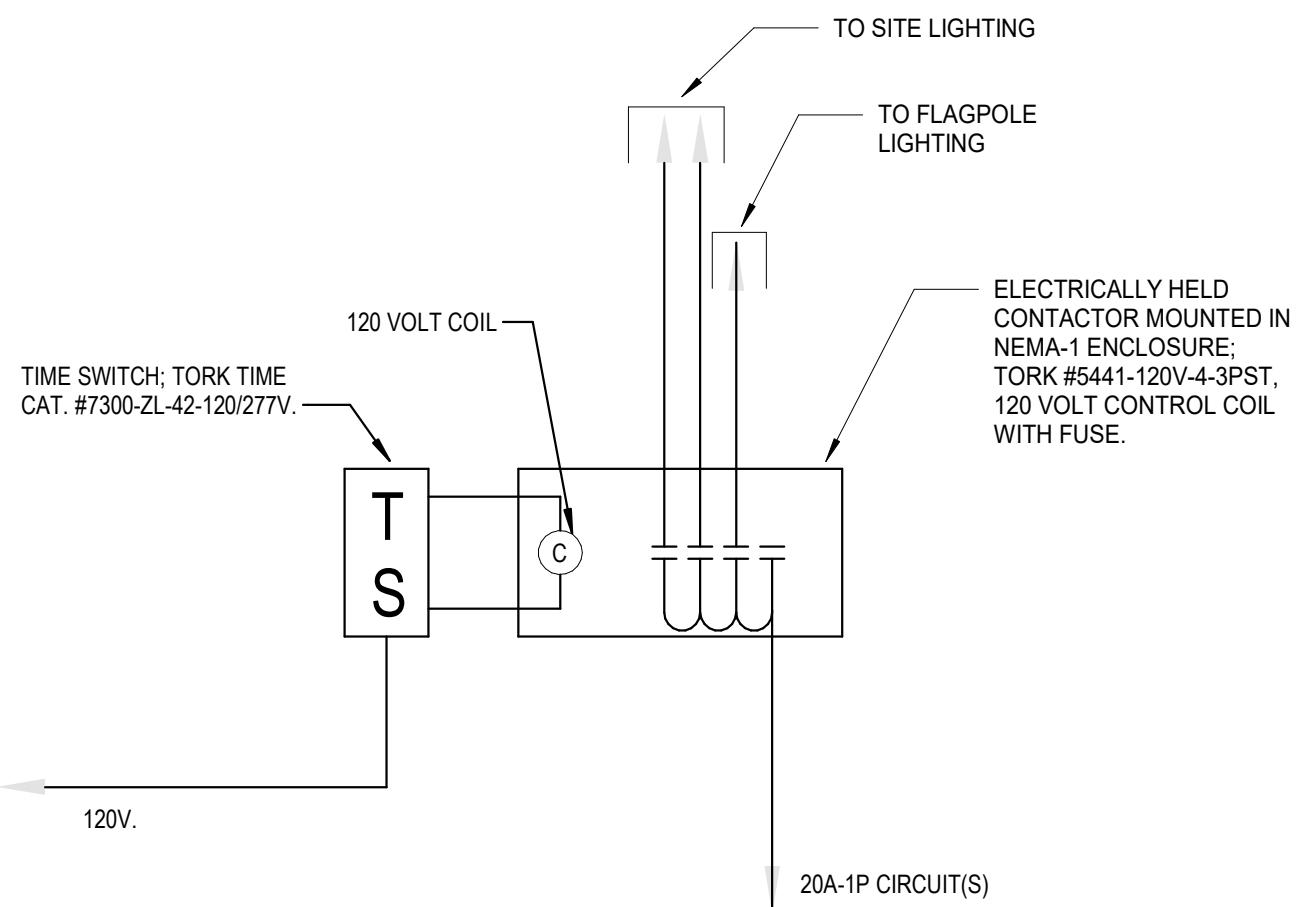 TO SITE LIGHTING
TO FLAGPOLE
LIGHTING
ELECTRICALLY HELD
CONTACTOR MOUNTED IN
NEMA-1 ENCLOSURE;
TORK #5441-120V-4-3PST,
120 VOLT CONTROL COIL
WITH FUSE.
120 VOLT COIL
TIME SWITCH; TORK TIME
CAT. #7300-ZL-42-120/277V.
T
S
C
120V.
20A-1P CIRCUIT(S)